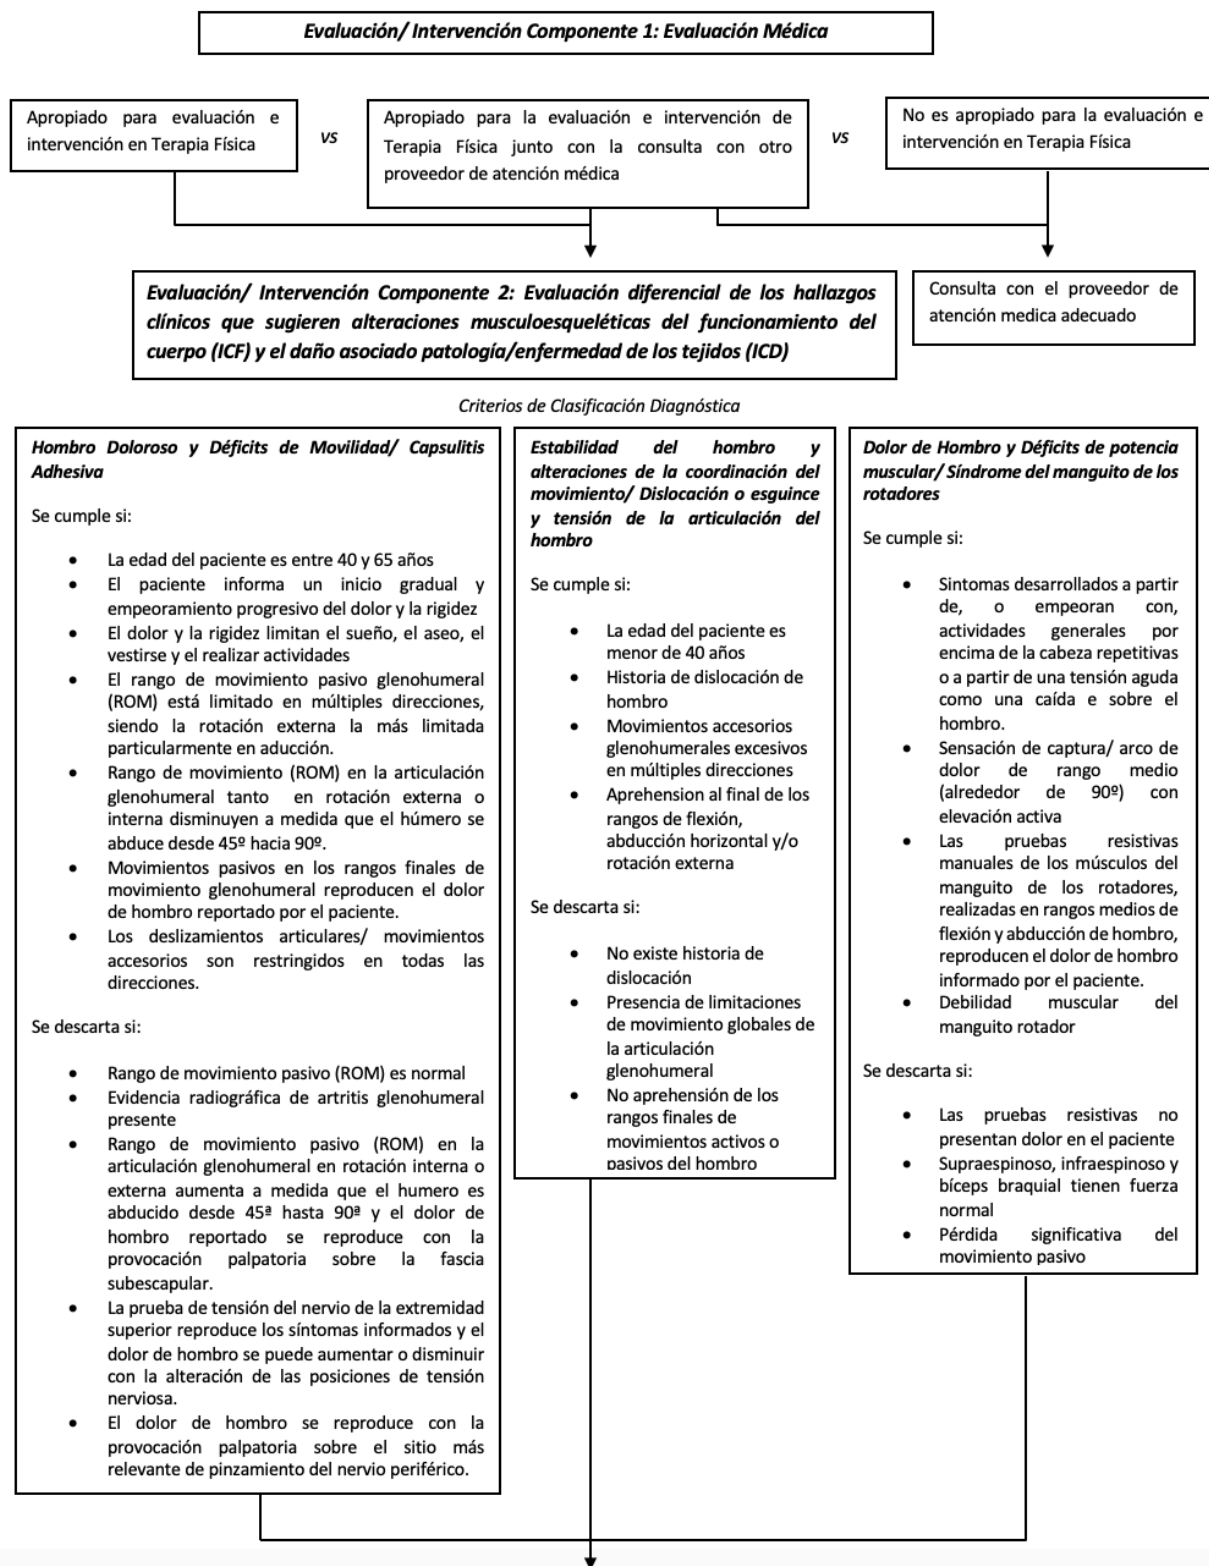 Evaluación/ Intervención Componente 1: Evaluación Médica
Apropiado para evaluación e
intervención en Terapia Física
vs
Apropiado para la evaluación e intervención de
Terapia Física junto con la consulta con otro
proveedor de atención médica
vs
No es apropiado para la evaluación e
intervención en Terapia Física
Evaluación/ Intervención Componente 2: Evaluación diferencial de los hallazgos
clínicos que sugieren alteraciones musculoesqueléticas del funcionamiento del
cuerpo (ICF) y el daño asociado patología/enfermedad de los tejidos (ICD)
Consulta con el proveedor de
atención medica adecuado
Criterios de Clasificación Diagnóstica
Hombro Doloroso y Déficits de Movilidad/ Capsulitis
Adhesiva
Se cumple si:
• La edad del paciente es entre 40 y 65 años
• El paciente informa un inicio gradual y
empeoramiento progresivo del dolor y la rigidez
• El dolor y la rigidez limitan el sueño, el aseo, el
vestirse y el realizar actividades
• El rango de movimiento pasivo glenohumeral
(ROM) está limitado en múltiples direcciones,
siendo la rotación externa la más limitada
particularmente en aducción.
• Rango de movimiento (ROM) en la articulación
glenohumeral tanto en rotación externa o
interna disminuyen a medida que el húmero se
abduce desde 45º hacia 90º.
• Movimientos pasivos en los rangos finales de
movimiento glenohumeral reproducen el dolor
de hombro reportado por el paciente.
• Los deslizamientos articulares/ movimientos
accesorios son restringidos en todas las
direcciones.
Se descarta si:
• Rango de movimiento pasivo (ROM) es normal
• Evidencia radiográfica de artritis glenohumeral
presente
• Rango de movimiento pasivo (ROM) en la
articulación glenohumeral en rotación interna o
externa aumenta a medida que el humero es
abducido desde 45ª hasta 90ª y el dolor de
hombro reportado se reproduce con la
provocación palpatoria sobre la fascia
subescapular.
• La prueba de tensión del nervio de la extremidad
superior reproduce los síntomas informados y el
dolor de hombro se puede aumentar o disminuir
con la alteración de las posiciones de tensión
nerviosa.
• El dolor de hombro se reproduce con la
provocación palpatoria sobre el sitio más
relevante de pinzamiento del nervio periférico.
Estabilidad del hombro y
alteraciones de la coordinación del
movimiento/ Dislocación o esguince
y tensión de la articulación del
hombro
Se cumple si:
• La edad del paciente es
menor de 40 años
• Historia de dislocación de
hombro
• Movimientos accesorios
glenohumerales excesivos
en múltiples direcciones
• Aprehension al final de los
rangos de flexión,
abducción horizontal y/o
rotación externa
Se descarta si:
• No existe historia de
dislocación
• Presencia de limitaciones
de movimiento globales de
la articulación
glenohumeral
• No aprehensión de los
rangos finales de
movimientos activos o
pasivos del hombro
Dolor de Hombro y Déficits de potencia
muscular/ Síndrome del manguito de los
rotadores
Se cumple si:
• Sintomas desarrollados a partir
de, o empeoran con,
actividades generales por
encima de la cabeza repetitivas
o a partir de una tensión aguda
como una caída e sobre el
hombro.
• Sensación de captura/ arco de
dolor de rango medio
(alrededor de 90º) con
elevación activa
• Las pruebas resistivas
manuales de los músculos del
manguito de los rotadores,
realizadas en rangos medios de
flexión y abducción de hombro,
reproducen el dolor de hombro
informado por el paciente.
• Debilidad muscular del
manguito rotador
Se descarta si:
• Las pruebas resistivas no
presentan dolor en el paciente
• Supraespinoso, infraespinoso y
bíceps braquial tienen fuerza
normal
• Pérdida significativa del
movimiento pasivo